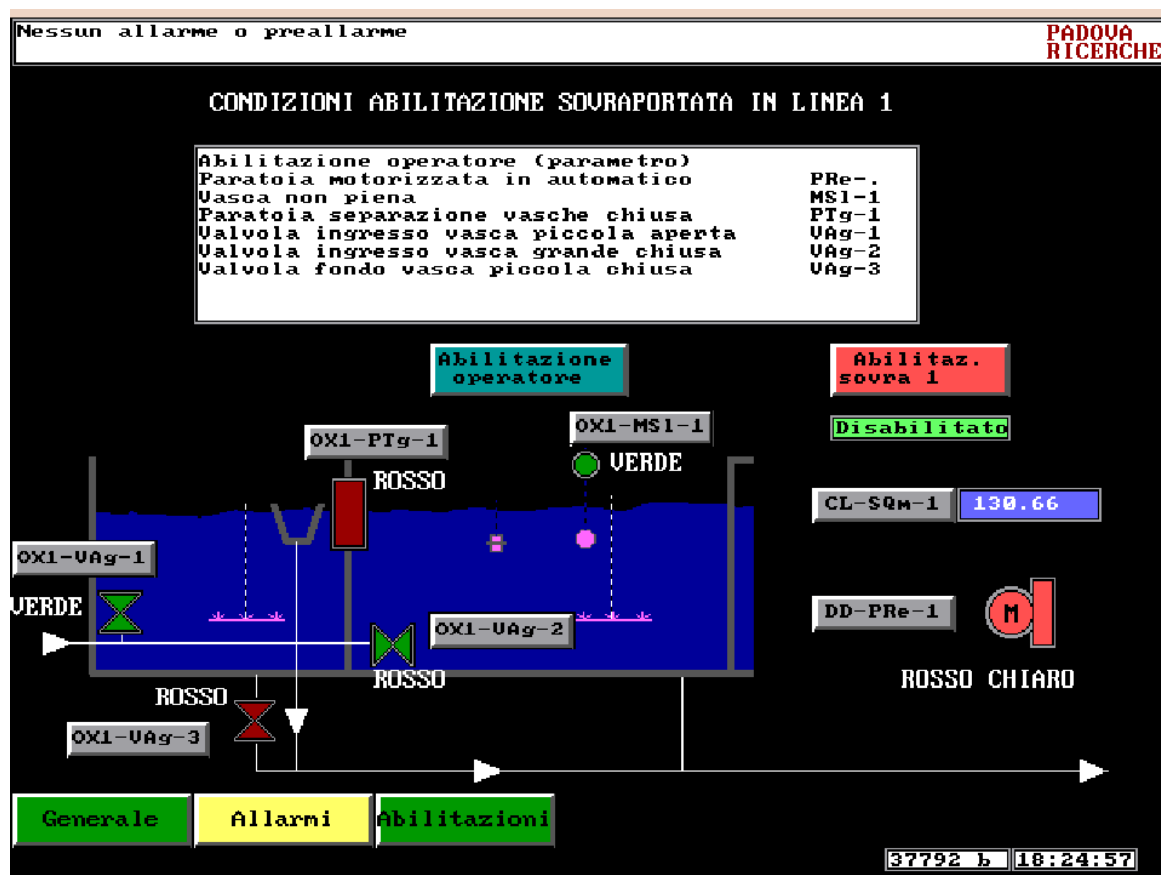 Nessun allarme o preallarme
PADOVA
RICERCHE
CONDIZIONI ABILITAZIONE SOVRAPORTATA IN LINEA 1
Abilitazione operatore (parametro)
Paratoia motorizzata in automatico PRe-.
Vasca non piena MSl-1
Paratoia separazione vasche chiusa PTg-1
Valvola ingresso vasca piccola aperta VAg-1
Valvola ingresso vasca grande chiusa VAg-2
Valvola fondo vasca piccola chiusa VAg-3
Abilitazione
operatore
Abilitaz.
sovra 1
Disabilitato
OX1-PTg-1
OX1-MSl-1
VERDE
ROSSO
CL-SQm-1 130.66
OX1-VAg-1
VERDE
OX1-VAg-2
DD-PRe-1
M
ROSSO
ROSSO CHIARO
ROSSO
OX1-VAg-3
Generale
Allarmi
Abilitazioni
37792 b 18:24:57